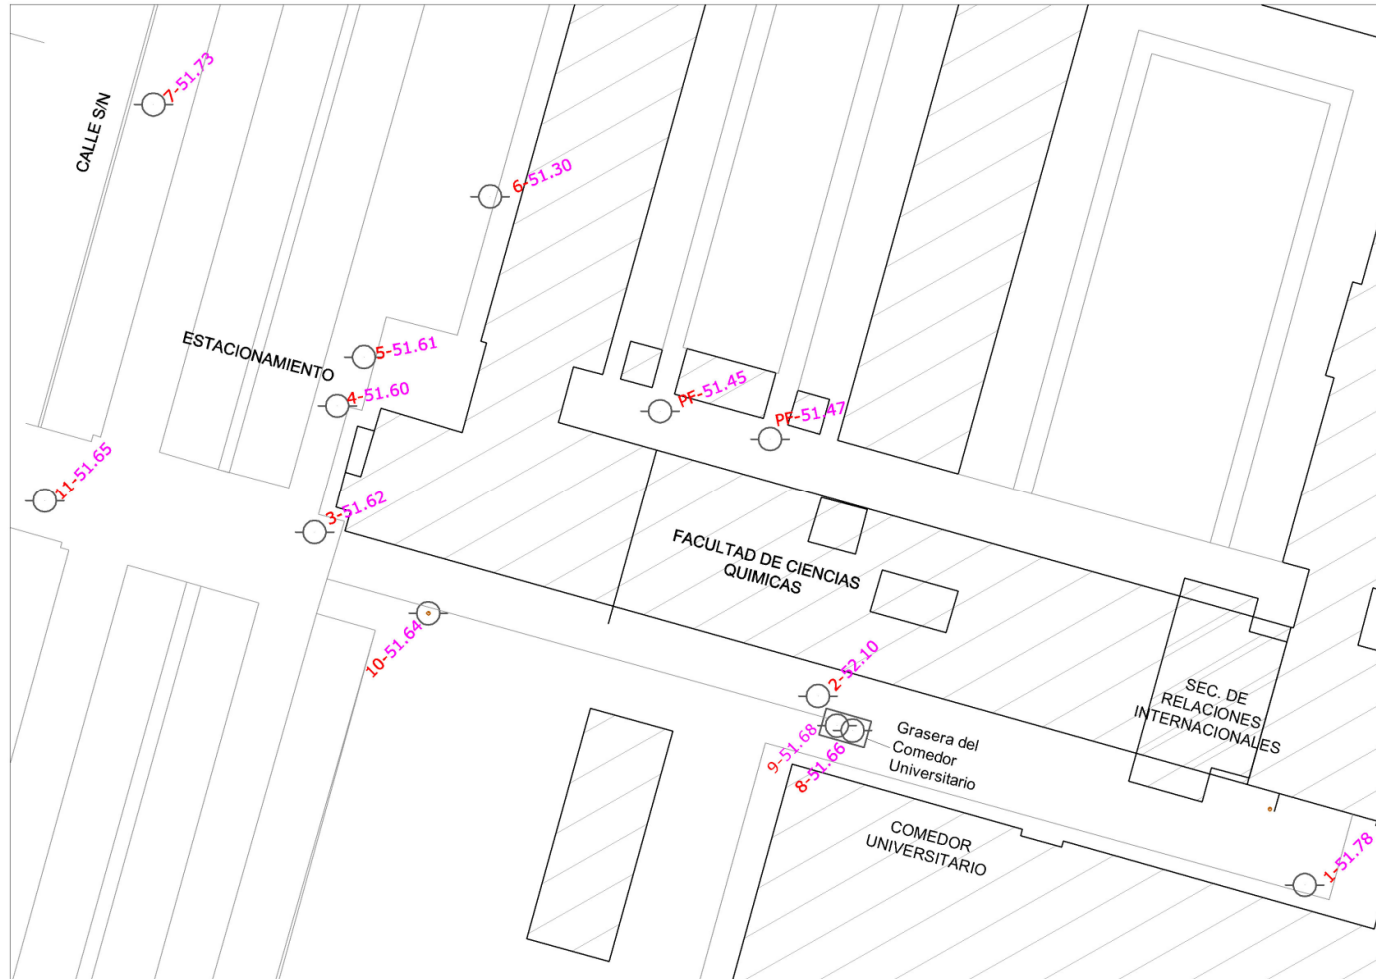 7-51.73
CALLE S/N
6-51.30
ESTACIONAMIENTO
5-51.61
4-51.60
PF-51.45
PF-51.47
11-51.65
3-51.62
FACULTAD DE CIENCIAS
QUIMICAS
10-51.64
2-52.10
SEC. DE
RELACIONES
INTERNACIONALES
9-51.68
8-51.66
Grasera del
Comedor
Universitario
COMEDOR
UNIVERSITARIO
1-51.78